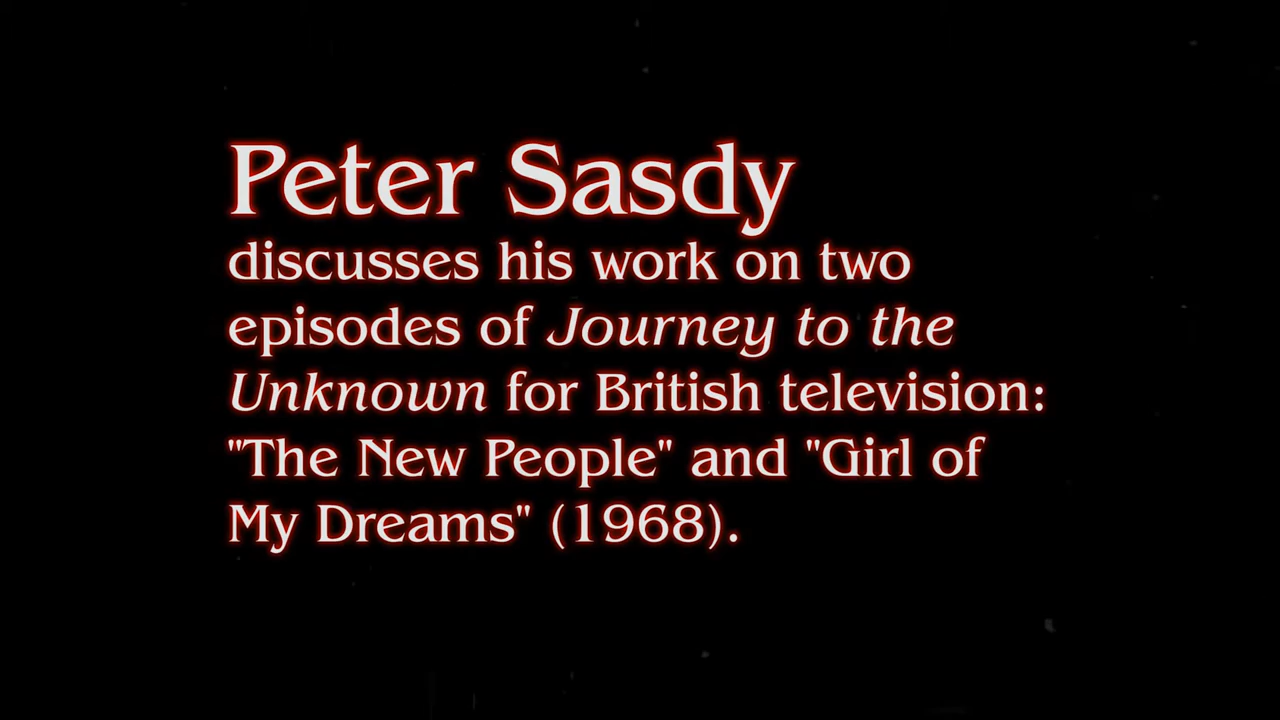 Peter Sasdy
discusses his work on two
episodes of Journey to the
Unknown for British television:
"The New People" and "Girl of
My Dreams" (1968).